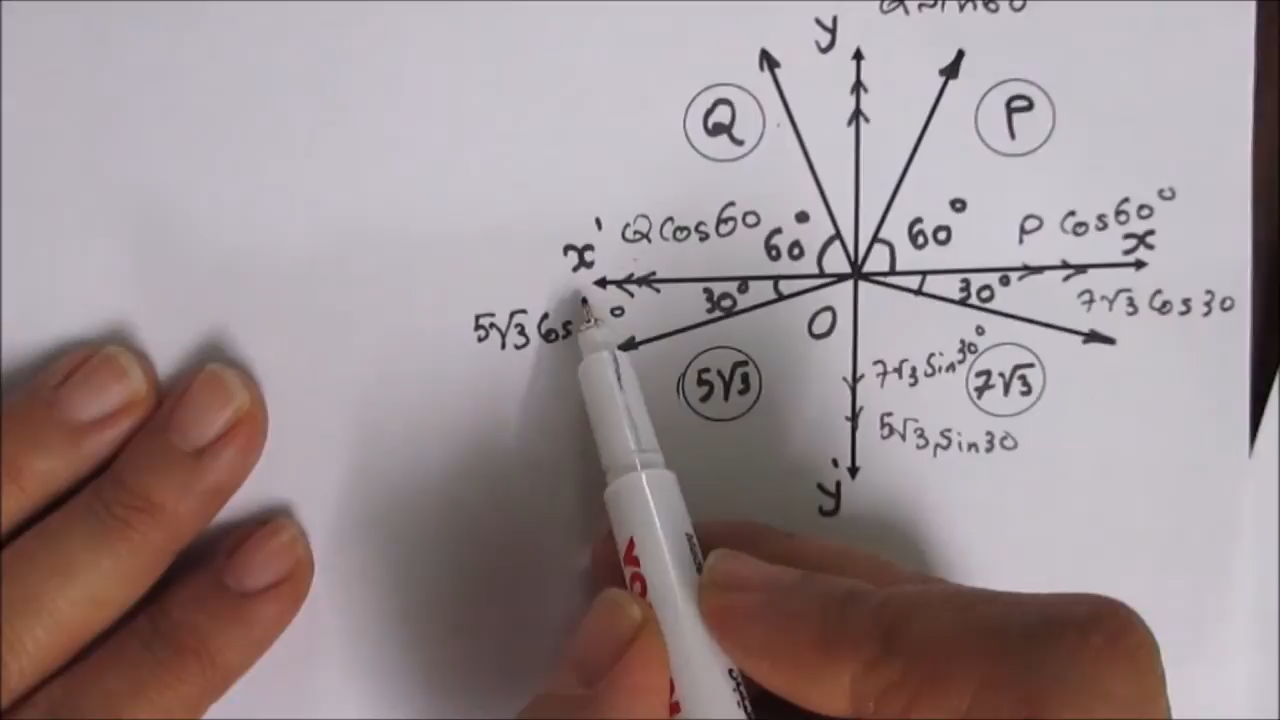 y
Q
P
Q cos 60
60°
60°
P cos 60°
x'
x
30°
30°
7√3 cos 30
O
7√3 sin 30°
5√3
7√3
5√3 sin 30
y'